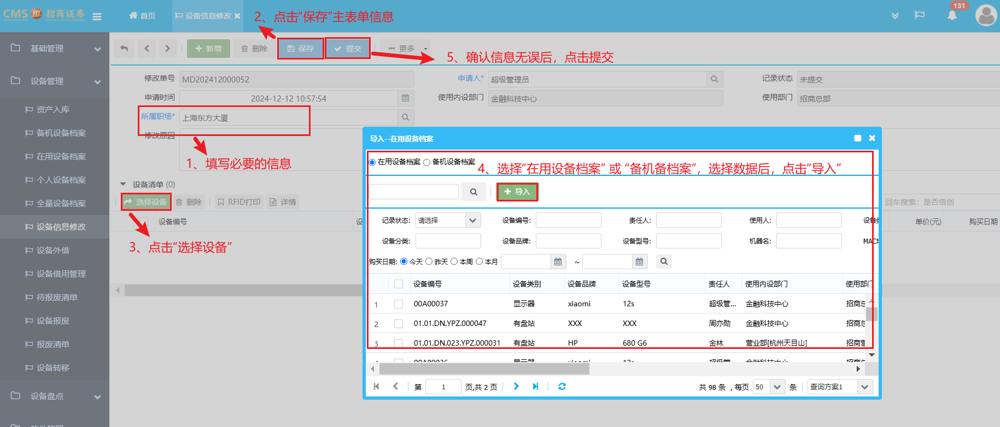 CMS 招商证券
首页
设备信息修改
131
2、点击“保存”主表单信息
新增
删除
保存
提交
更多
5、确认信息无误后，点击提交
基础管理
设备管理
资产入库
备机设备档案
在用设备档案
个人设备档案
全量设备档案
设备信息修改
设备外借
设备借用管理
待报废清单
设备报废
报废清单
设备转移
设备盘点
修改单号 MD202412000052
申请人* 超级管理员
记录状态 未提交
申请时间 2024-12-12 10:57:54
使用内设部门 金融科技中心
使用部门 招商总部
所属职场* 上海东方大厦
修改原因
1、填写必要的信息
设备清单 (0)
选择设备
删除
RFID打印
详情
回车搜索：是否信创
设备编号
设
单价(元)
购买日期
3、点击“选择设备”
导入--在用设备档案
在用设备档案 备机设备档案
4、选择“在用设备档案” 或 “备机备档案”，选择数据后，点击“导入”
导入
记录状态: 请选择 设备编号: 责任人: 使用人:
设备分类: 设备品牌: 设备型号: 机器名:
购买日期: 今天 昨天 本周 本月 ~
设备编号 设备类别 设备品牌 设备型号 责任人 使用内设部门 使用部门
1 00A00037 显示器 xiaomi 12s 超级管... 金融科技中心 招商总
2 01.01.DN.YPZ.000047 有盘站 XXX XXX 周亦勋 金融科技中心 招商总
3 01.01.DN.023.YPZ.000031 有盘站 HP 680 G6 金林 营业部[杭州天目山] 招商营
第 1 页,共 2 页
共 98 条 ，每页 50 条 查询方案1